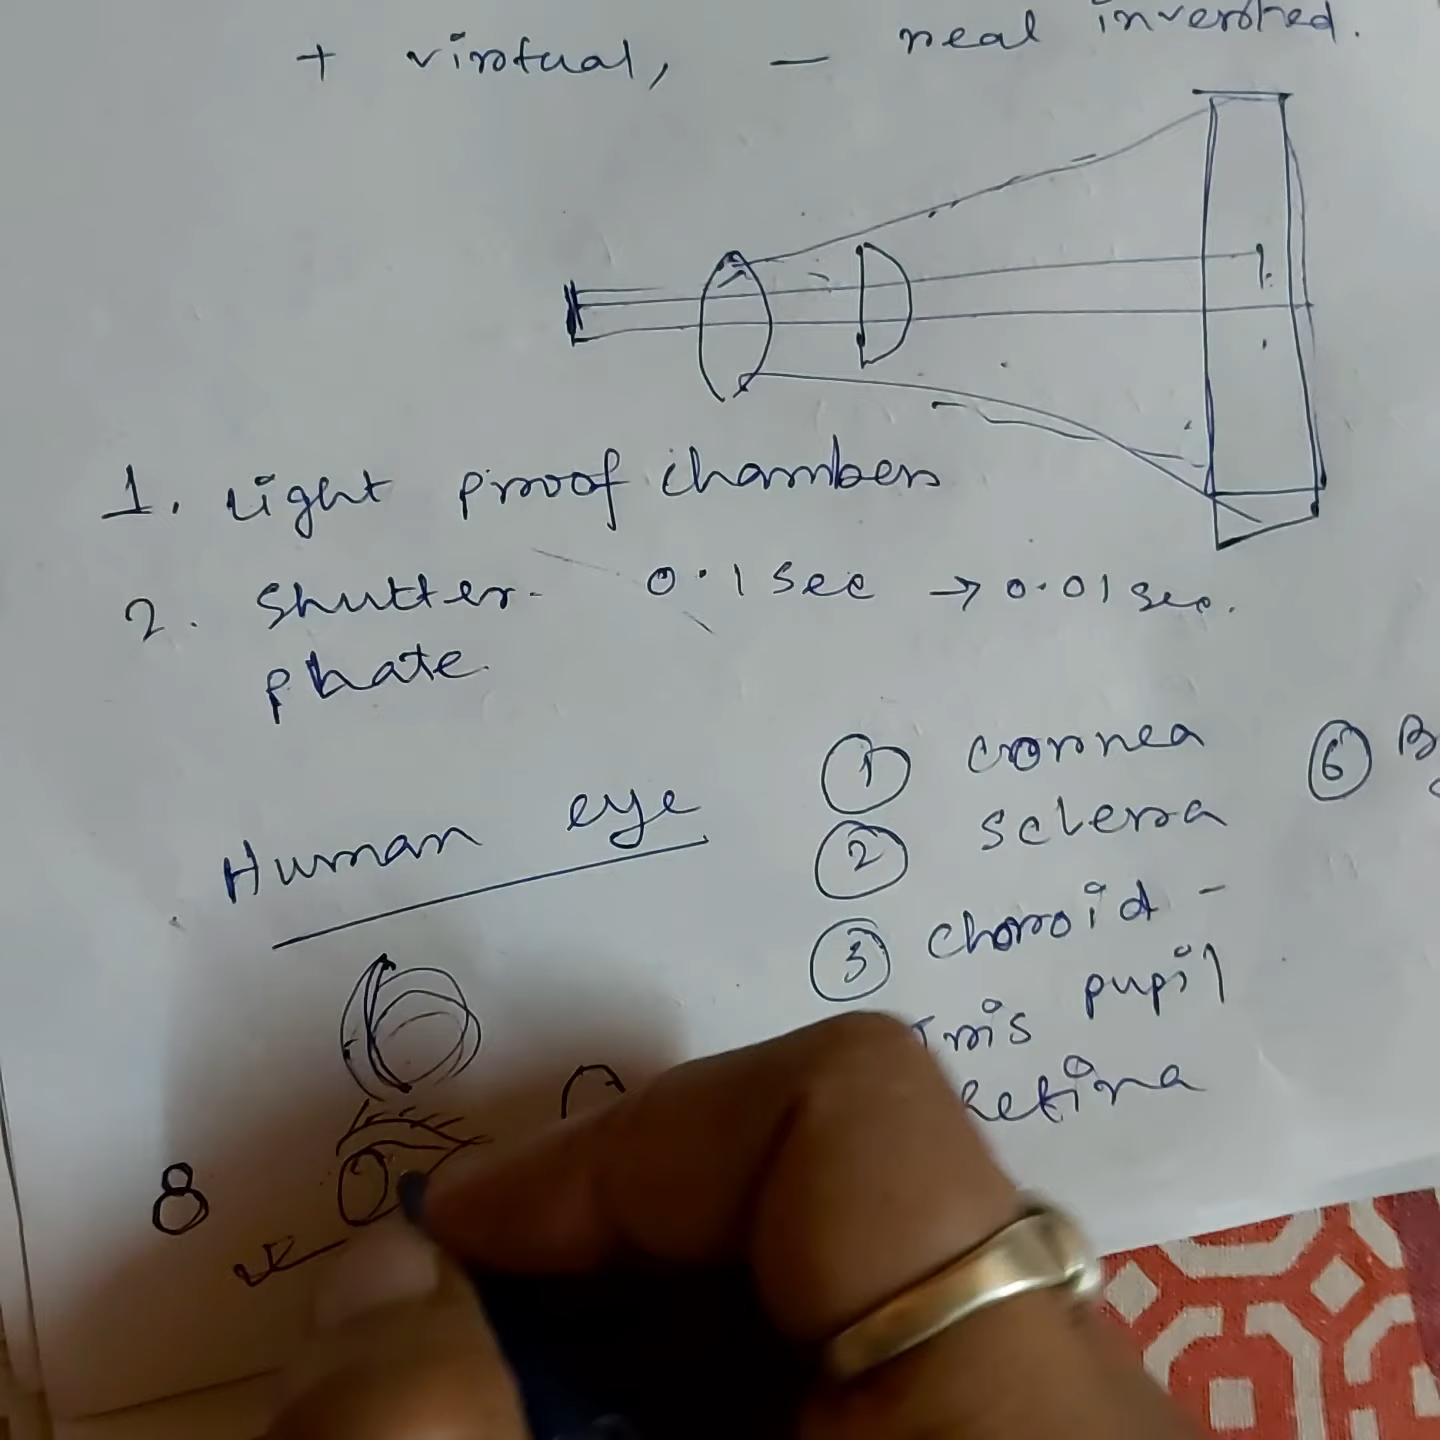 + virtual, – real inverted.
1. Light proof chamber
2. Shutter. 0.1 sec → 0.01 sec.
plate
Human eye
① cornea
② sclera
③ choroid -
Iris pupil
Retina
⑥ B
8